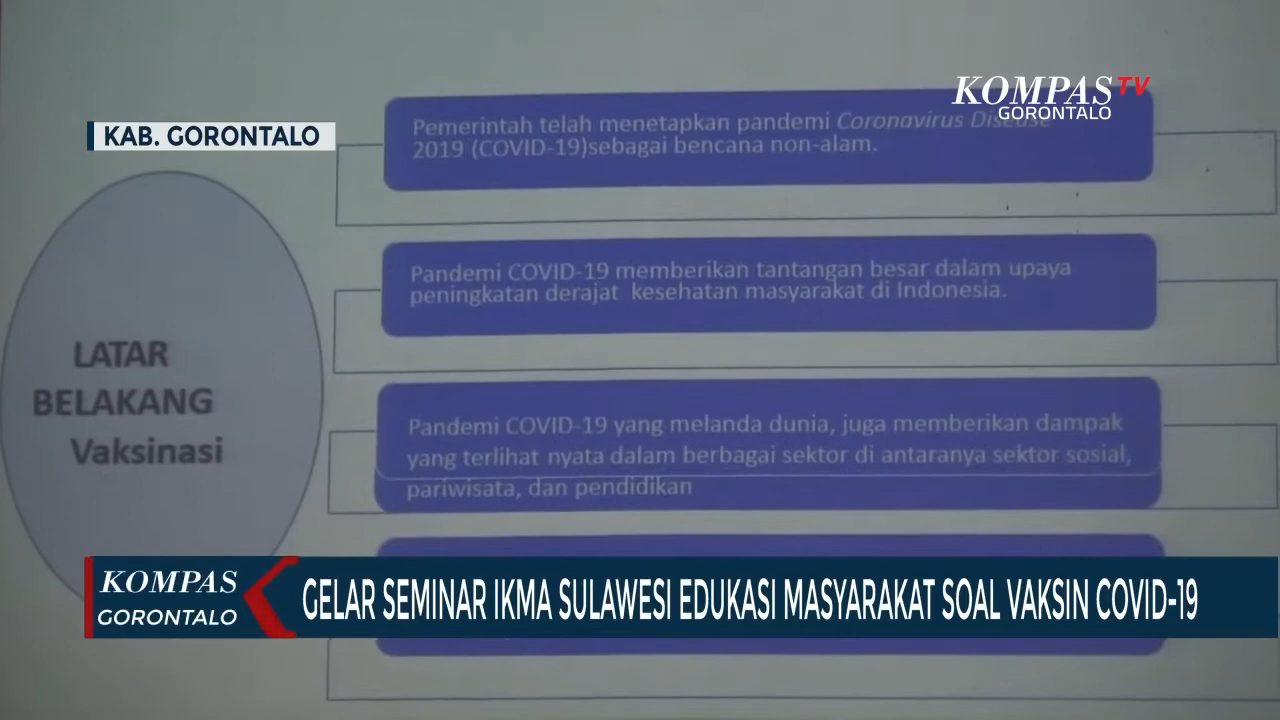 KOMPAS TV
GORONTALO
KAB. GORONTALO
Pemerintah telah menetapkan pandemi Coronavirus Disease
2019 (COVID-19)sebagai bencana non-alam.
Pandemi COVID-19 memberikan tantangan besar dalam upaya
peningkatan derajat kesehatan masyarakat di Indonesia.
LATAR
BELAKANG
Vaksinasi
Pandemi COVID-19 yang melanda dunia, juga memberikan dampak
yang terlihat nyata dalam berbagai sektor di antaranya sektor sosial,
pariwisata, dan pendidikan
KOMPAS
GORONTALO
GELAR SEMINAR IKMA SULAWESI EDUKASI MASYARAKAT SOAL VAKSIN COVID-19